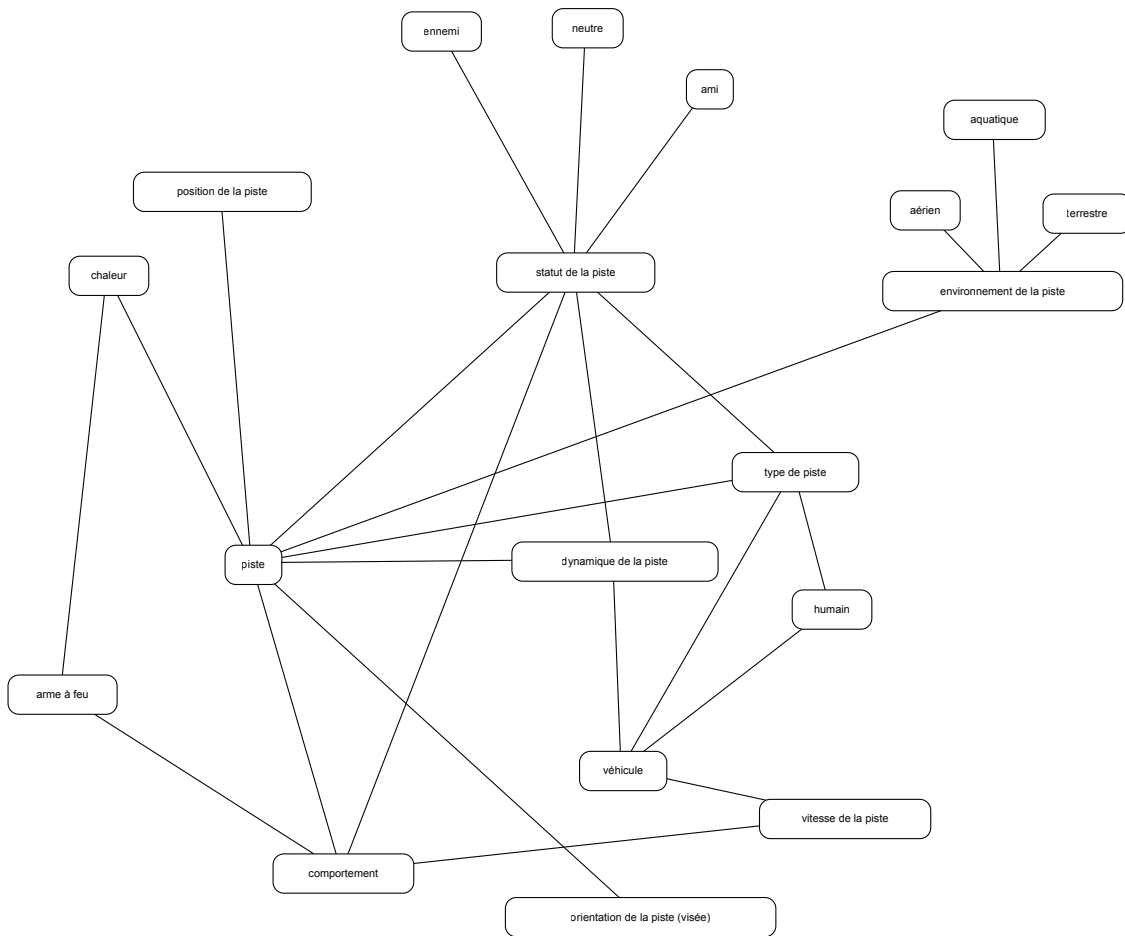 ennemi
neutre
ami
aquatique
position de la piste
aérien
terrestre
chaleur
statut de la piste
environnement de la piste
type de piste
piste
dynamique de la piste
humain
arme à feu
véhicule
vitesse de la piste
comportement
orientation de la piste (visée)